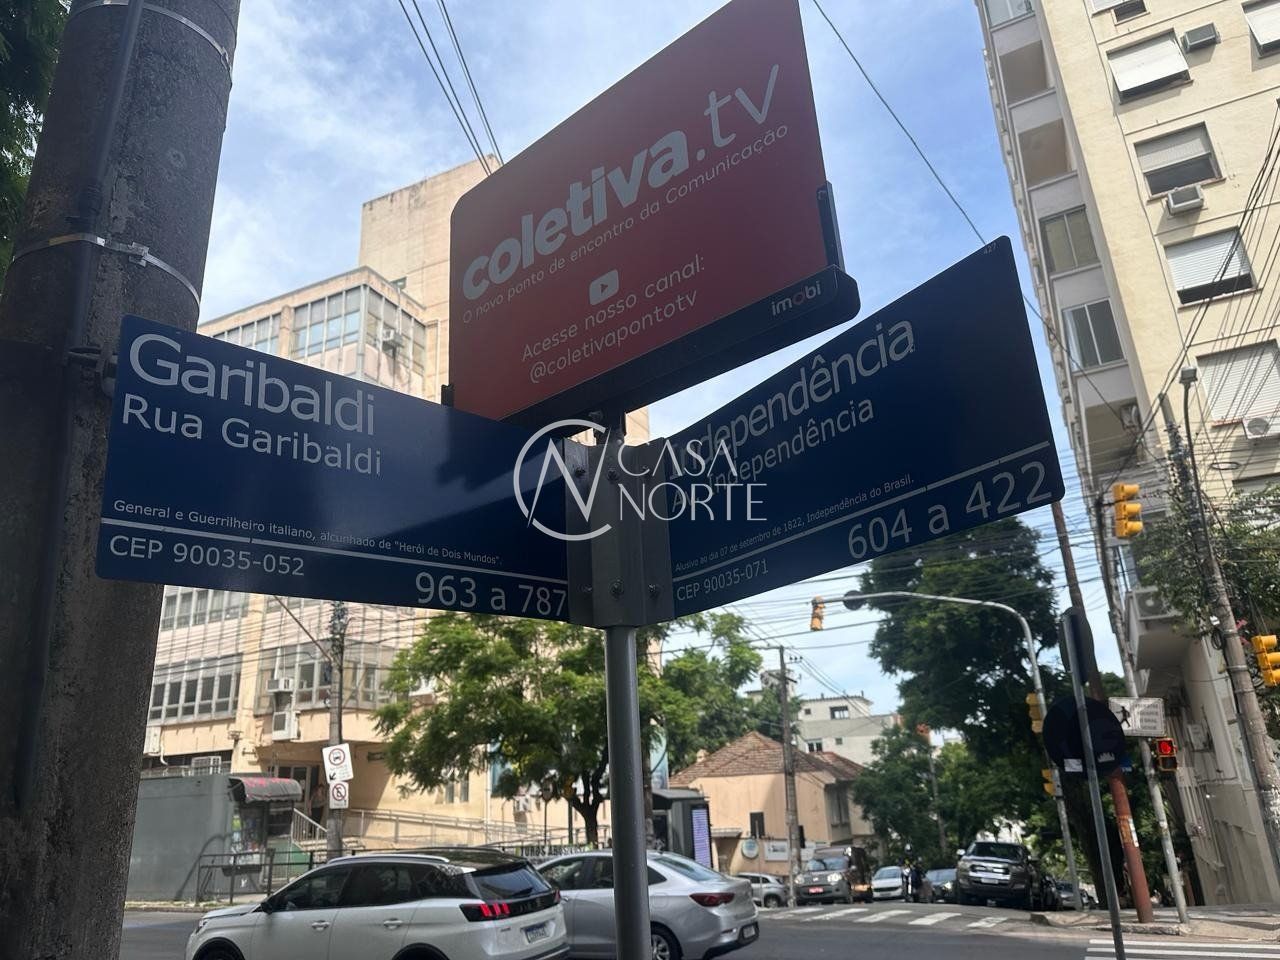 coletiva.tv
O novo ponto de encontro da Comunicação
Acesse nosso canal:
@coletivapontotv
imobi
Garibaldi
Rua Garibaldi
General e Guerrilheiro italiano, alcunhado de "Herói de Dois Mundos".
CEP 90035-052
963 a 787
427
Independência
Av. Independência
Alusivo ao dia 07 de setembro de 1822, Independência do Brasil.
CEP 90035-071
604 a 422
CASA
NORTE